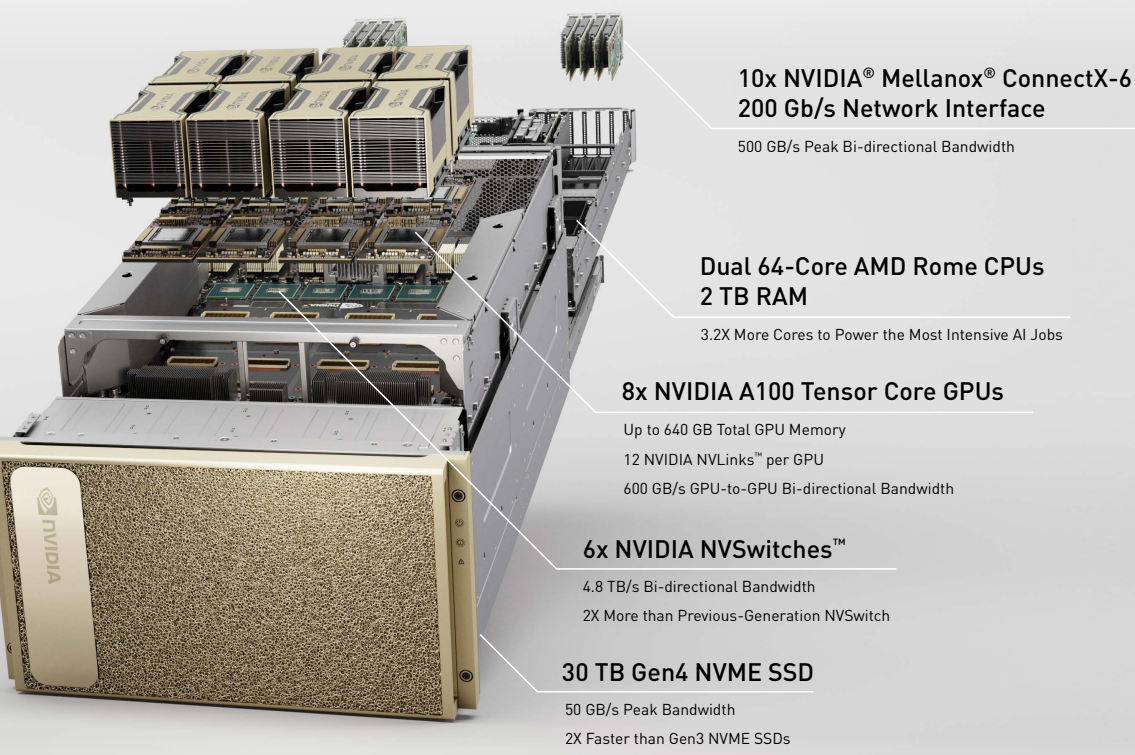 10x NVIDIA® Mellanox® ConnectX-6
200 Gb/s Network Interface
500 GB/s Peak Bi-directional Bandwidth
Dual 64-Core AMD Rome CPUs
2 TB RAM
3.2X More Cores to Power the Most Intensive AI Jobs
8x NVIDIA A100 Tensor Core GPUs
Up to 640 GB Total GPU Memory
12 NVIDIA NVLinks™ per GPU
600 GB/s GPU-to-GPU Bi-directional Bandwidth
6x NVIDIA NVSwitches™
4.8 TB/s Bi-directional Bandwidth
2X More than Previous-Generation NVSwitch
30 TB Gen4 NVME SSD
50 GB/s Peak Bandwidth
2X Faster than Gen3 NVME SSDs
NVIDIA
NVIDIA